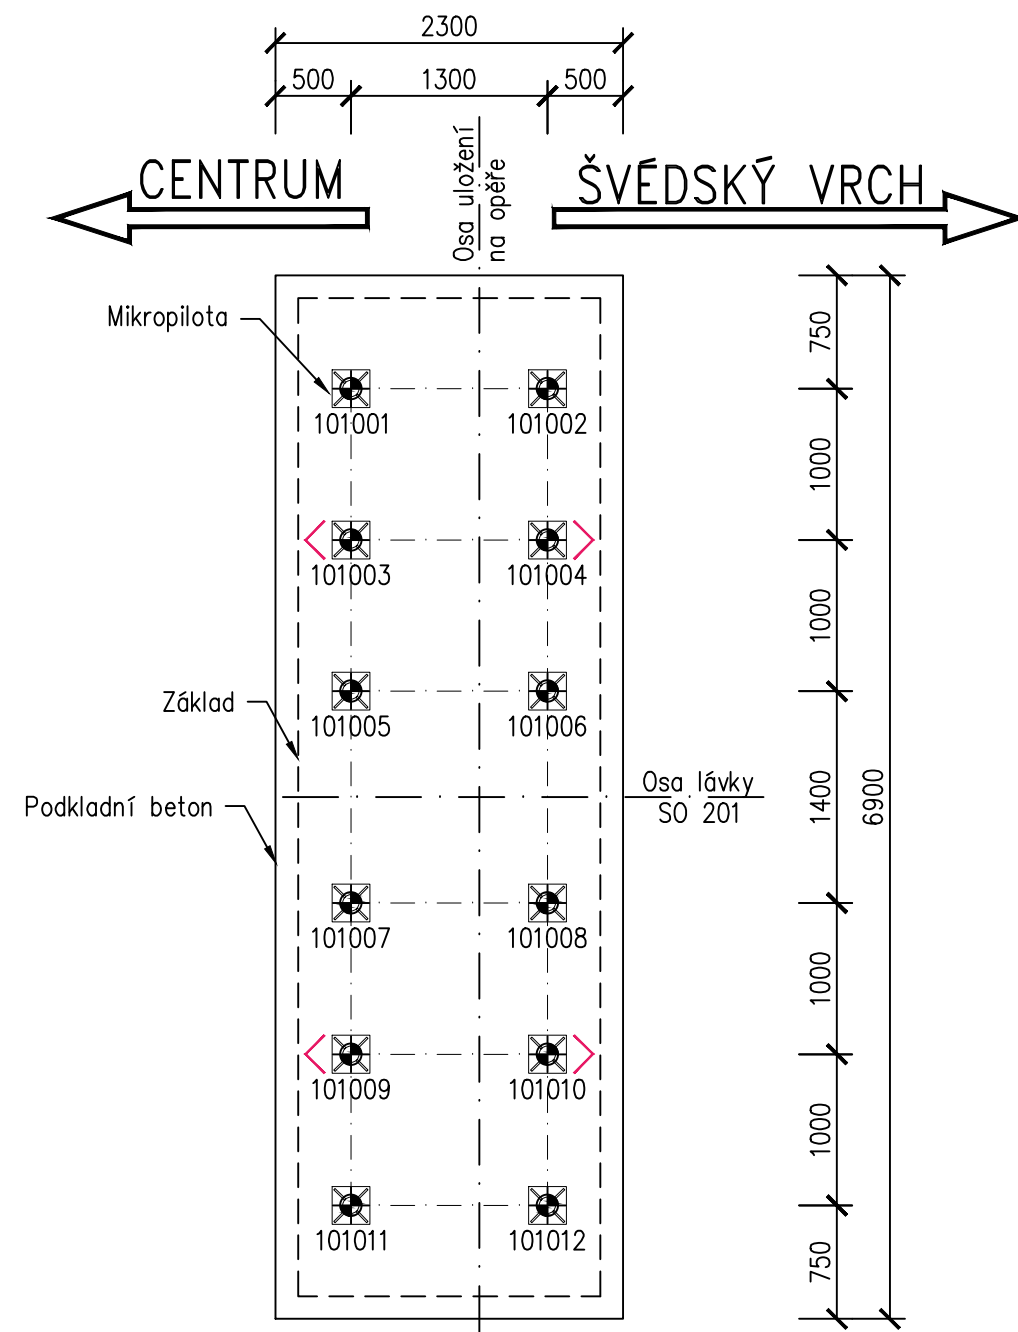 2300
500
1300
500
CENTRUM
ŠVÉDSKÝ VRCH
Osa uložení
na opěře
Mikropilota
101001
101002
101003
101004
101005
101006
Základ
Podkladní beton
Osa lávky
SO 201
101007
101008
101009
101010
101011
101012
750
1000
1000
1400
1000
1000
750
6900